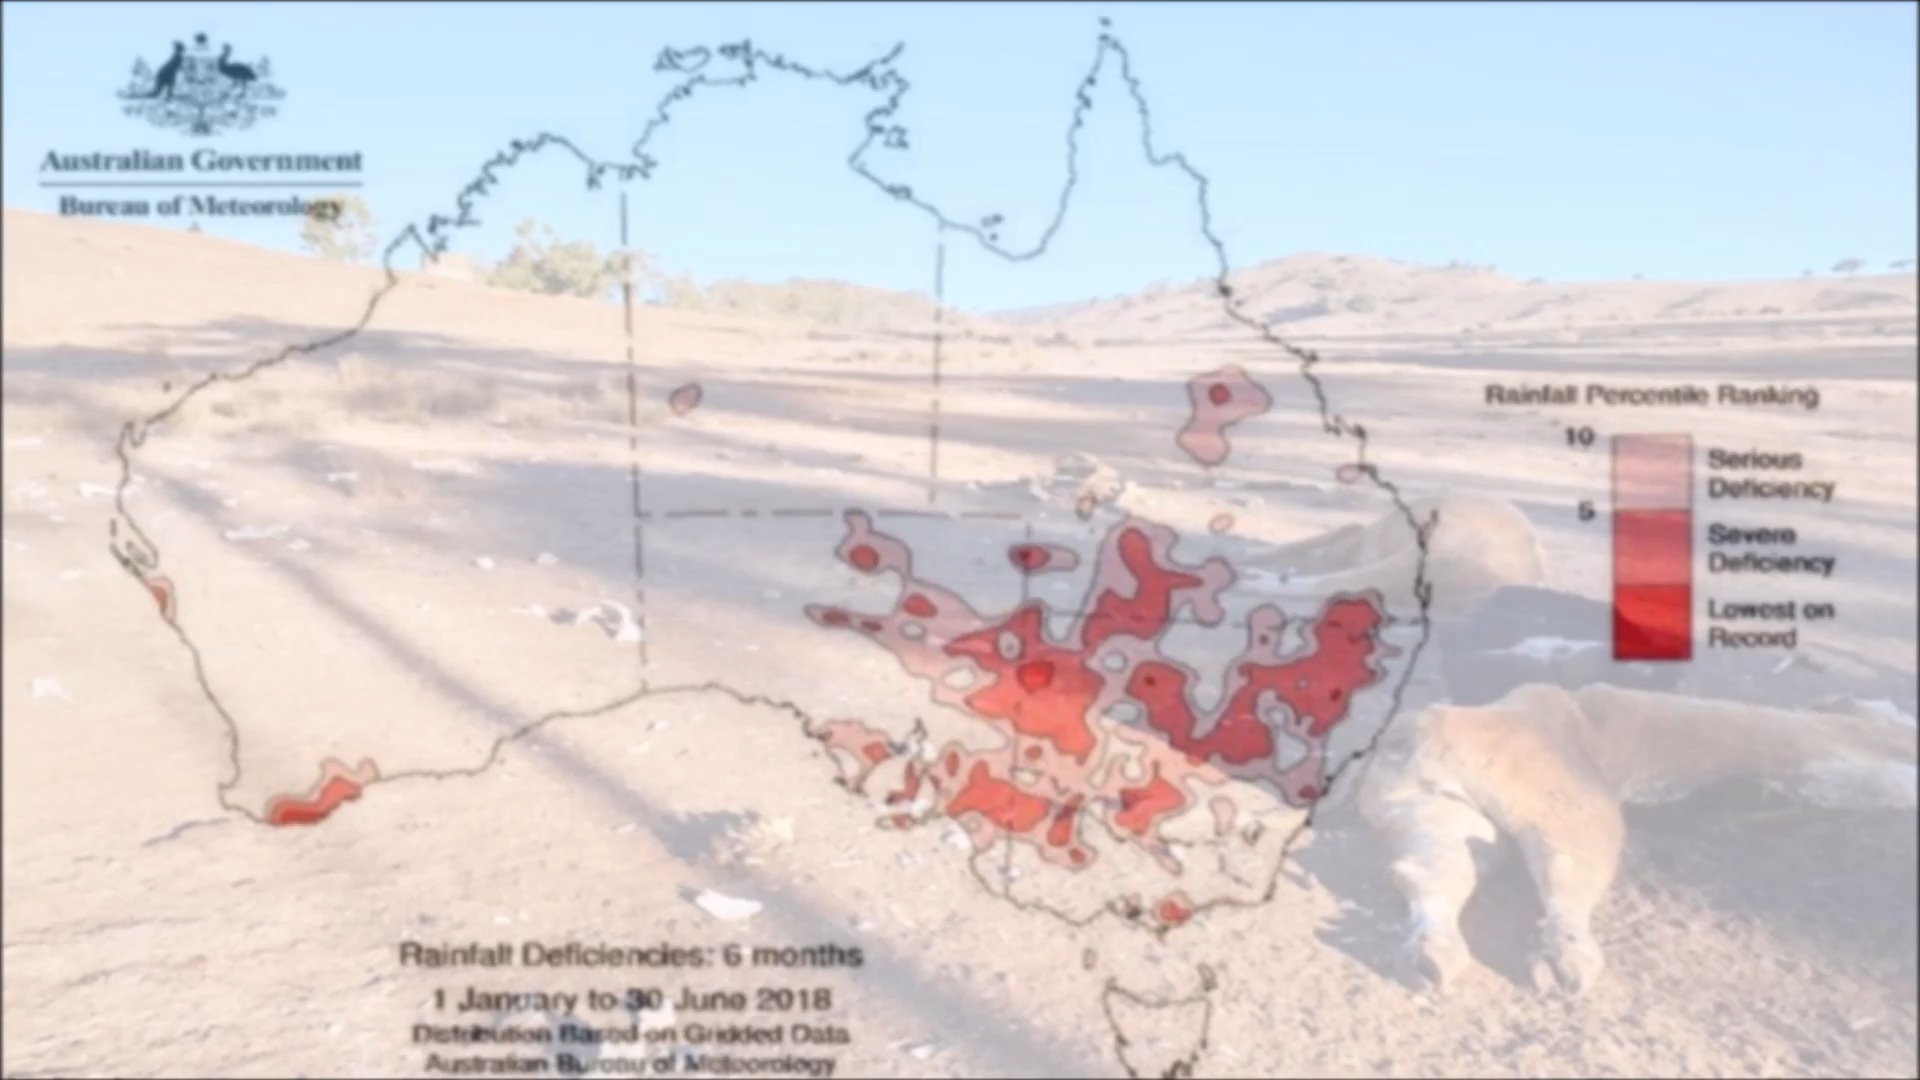 Australian Government
Bureau of Meteorology
Rainfall Percentile Ranking
10
Serious
Deficiency
5
Severe
Deficiency
Lowest on
Record
Rainfall Deficiencies: 6 months
1 January to 30 June 2018
Distribution Based on Gridded Data
Australian Bureau of Meteorology